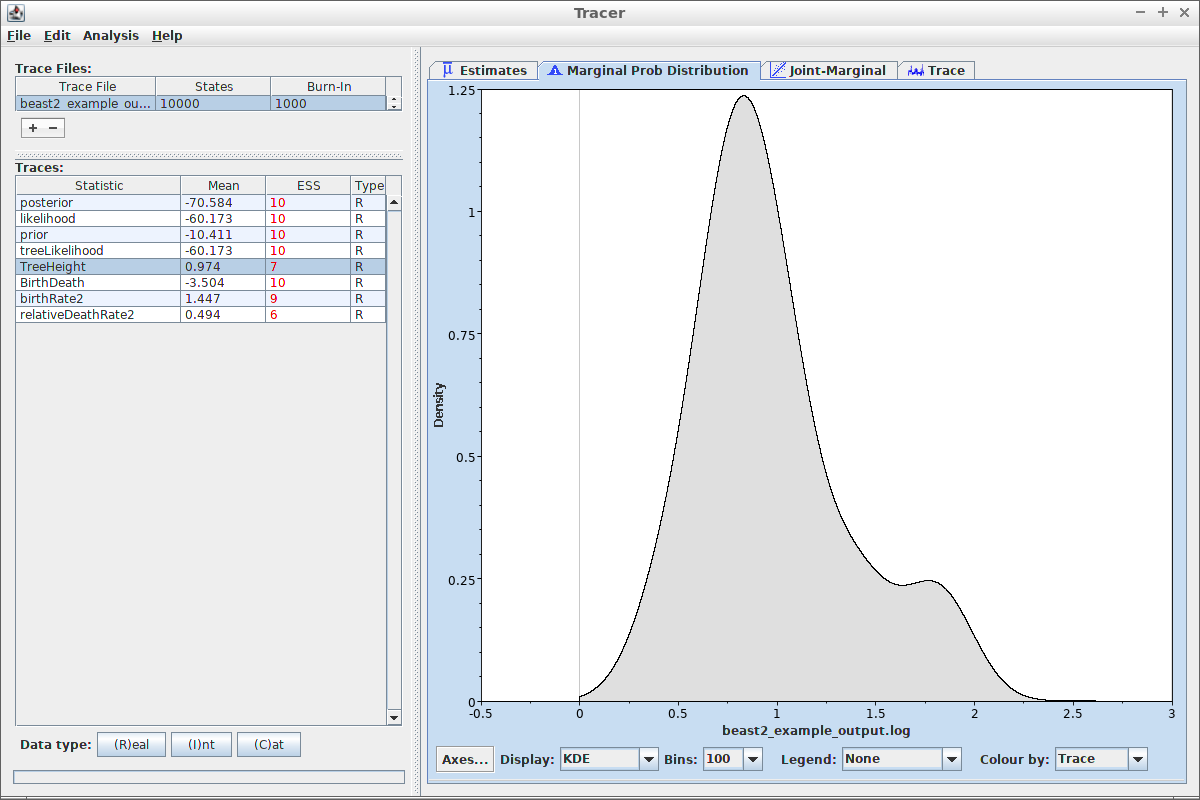 Tracer
File Edit Analysis Help
Trace Files:
Trace File States Burn-In
beast2_example_ou... 10000 1000
+ −
Traces:
Statistic Mean ESS Type
posterior -70.584 10 R
likelihood -60.173 10 R
prior -10.411 10 R
treeLikelihood -60.173 10 R
TreeHeight 0.974 7 R
BirthDeath -3.504 10 R
birthRate2 1.447 9 R
relativeDeathRate2 0.494 6 R
Data type: (R)eal (I)nt (C)at
μ Estimates Marginal Prob Distribution Joint-Marginal Trace
1.25
1
0.75
0.5
0.25
0
Density
-0.5 0 0.5 1 1.5 2 2.5 3
beast2_example_output.log
Axes... Display: KDE Bins: 100 Legend: None Colour by: Trace